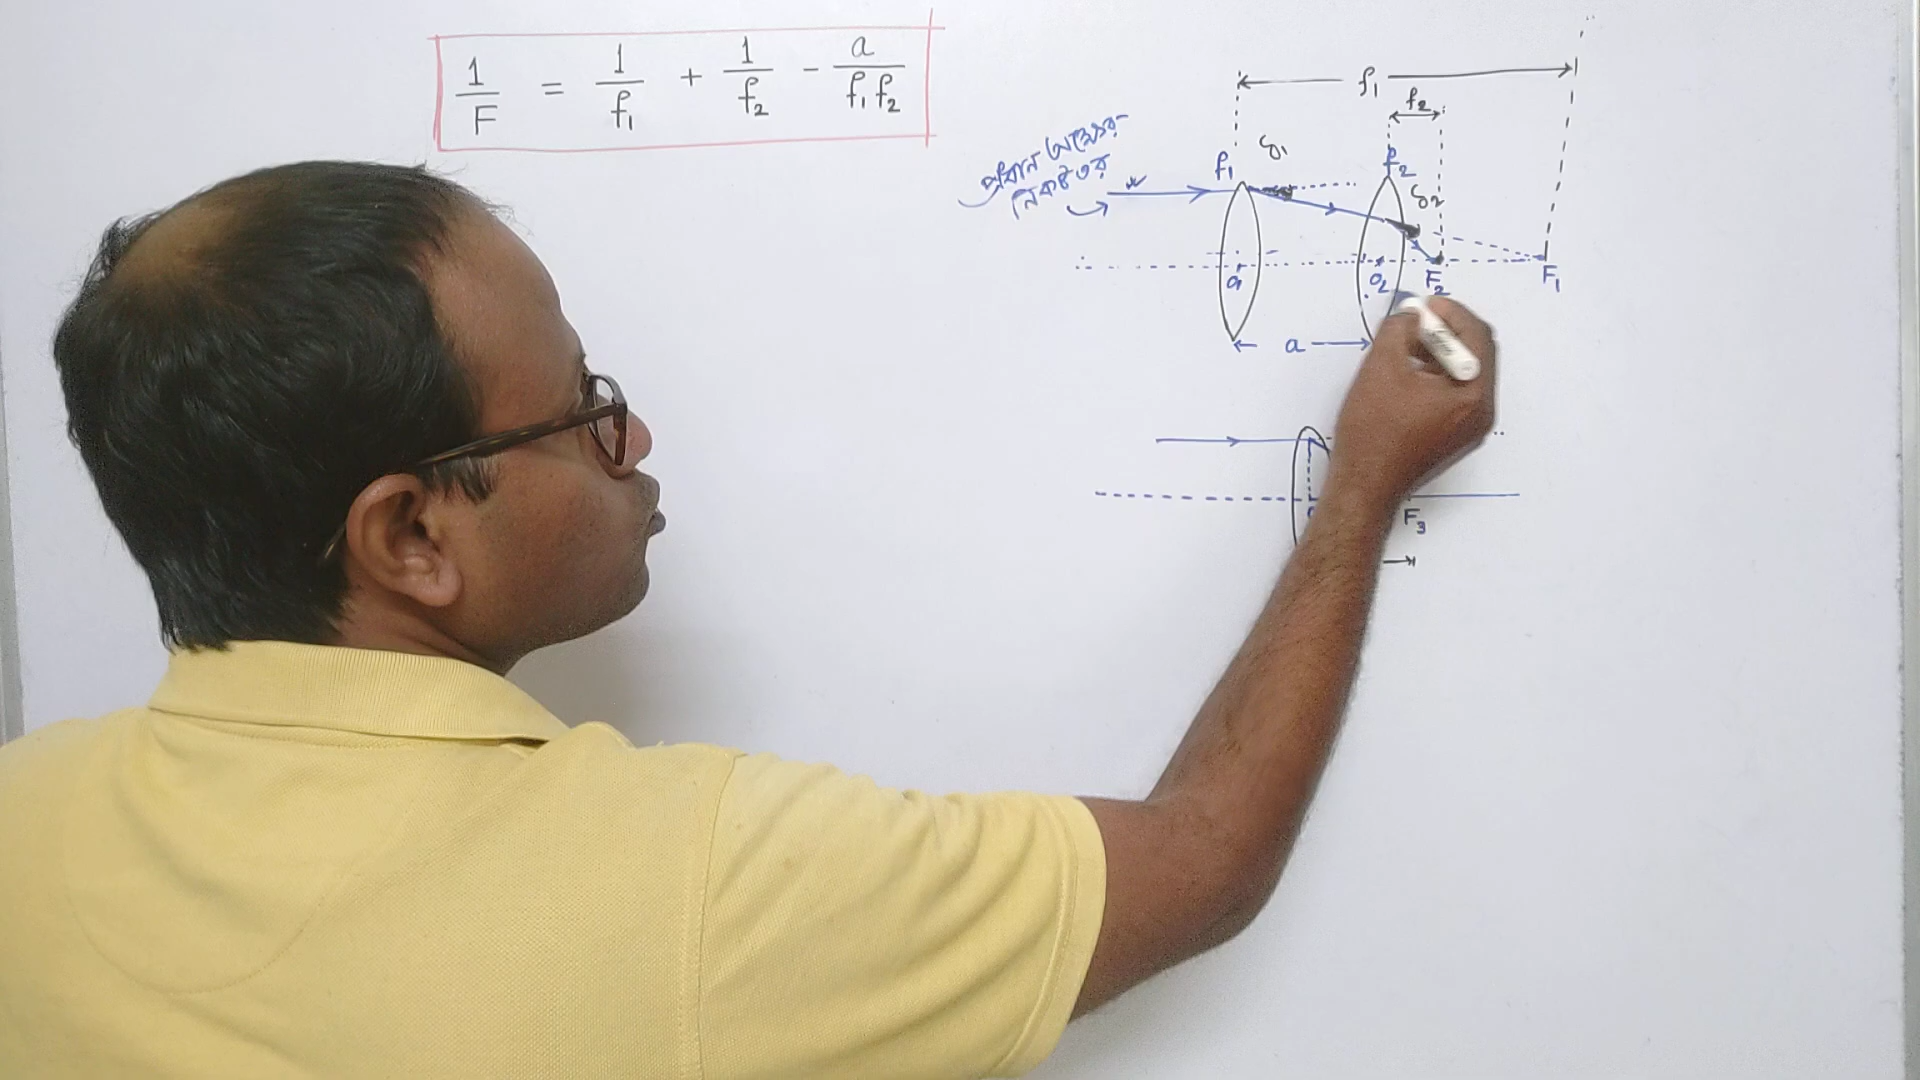 1/F = 1/f₁ + 1/f₂ - a/f₁f₂
f₁
f₂
প্রধান অক্ষের
নিকটতর
δ₁
f₁
f₂
δ₂
O₁
O₂
F₂
F₁
a
F₃